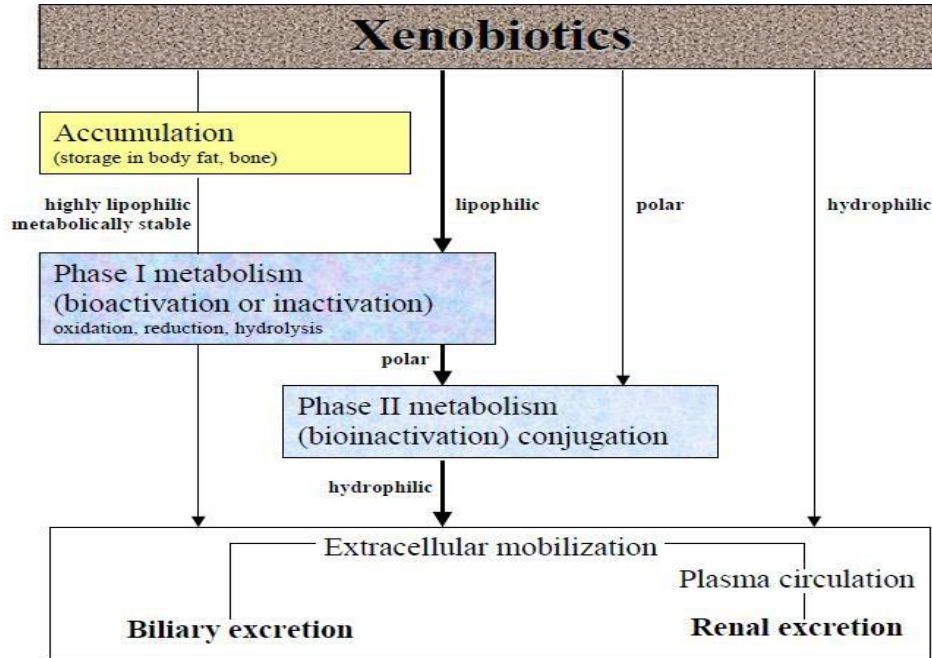 Xenobiotics
Accumulation
(storage in body fat, bone)
highly lipophilic
metabolically stable
lipophilic
polar
hydrophilic
Phase I metabolism
(bioactivation or inactivation)
oxidation, reduction, hydrolysis
polar
Phase II metabolism
(bioinactivation) conjugation
hydrophilic
Extracellular mobilization
Plasma circulation
Biliary excretion
Renal excretion